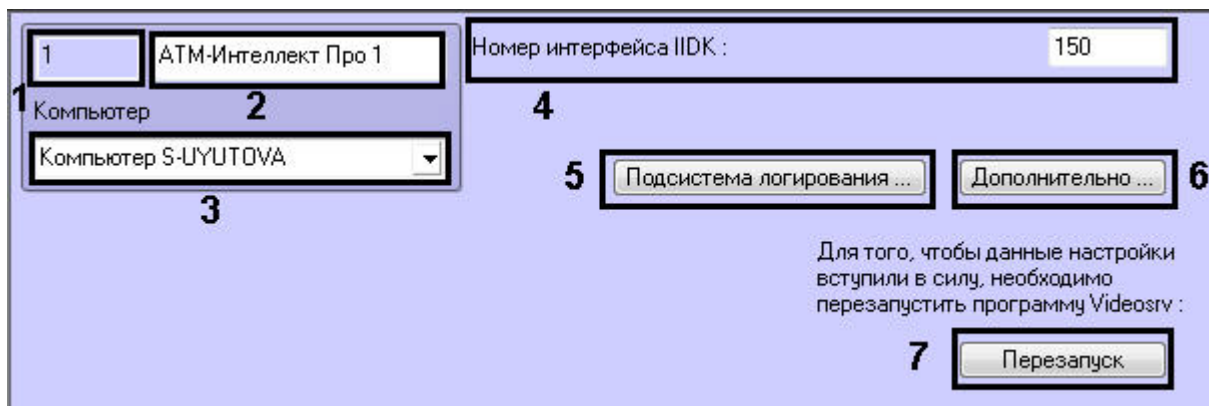 1
АТМ-Интеллект Про 1
1
2
Компьютер
Компьютер S-UYUTOVA
3
Номер интерфейса IIDK :
150
4
5
Подсистема логирования ...
Дополнительно ...
6
Для того, чтобы данные настройки
вступили в силу, необходимо
перезапустить программу Videosrv :
7
Перезапуск